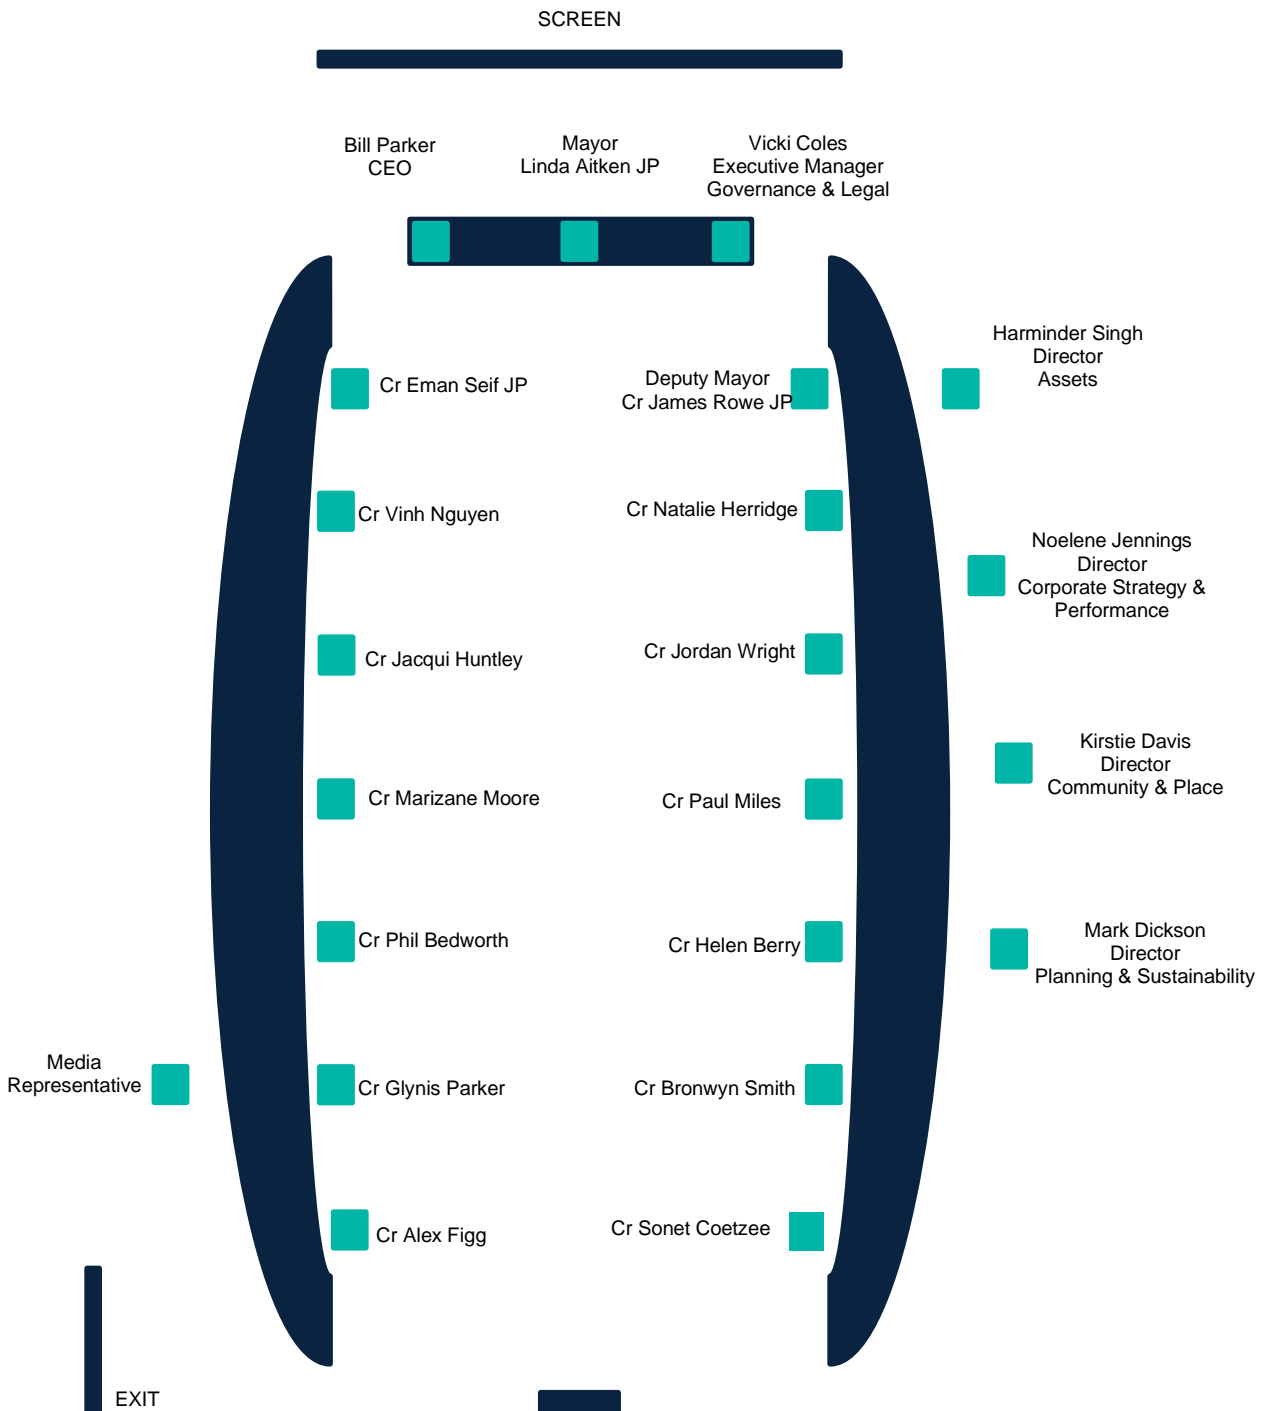 SCREEN
Bill Parker
CEO
Mayor
Linda Aitken JP
Vicki Coles
Executive Manager
Governance & Legal
Harminder Singh
Director
Assets
Cr Eman Seif JP
Deputy Mayor
Cr James Rowe JP
Cr Vinh Nguyen
Cr Natalie Herridge
Noelene Jennings
Director
Corporate Strategy &
Performance
Cr Jacqui Huntley
Cr Jordan Wright
Kirstie Davis
Director
Community & Place
Cr Marizane Moore
Cr Paul Miles
Cr Phil Bedworth
Cr Helen Berry
Mark Dickson
Director
Planning & Sustainability
Media
Representative
Cr Glynis Parker
Cr Bronwyn Smith
Cr Alex Figg
Cr Sonet Coetzee
EXIT